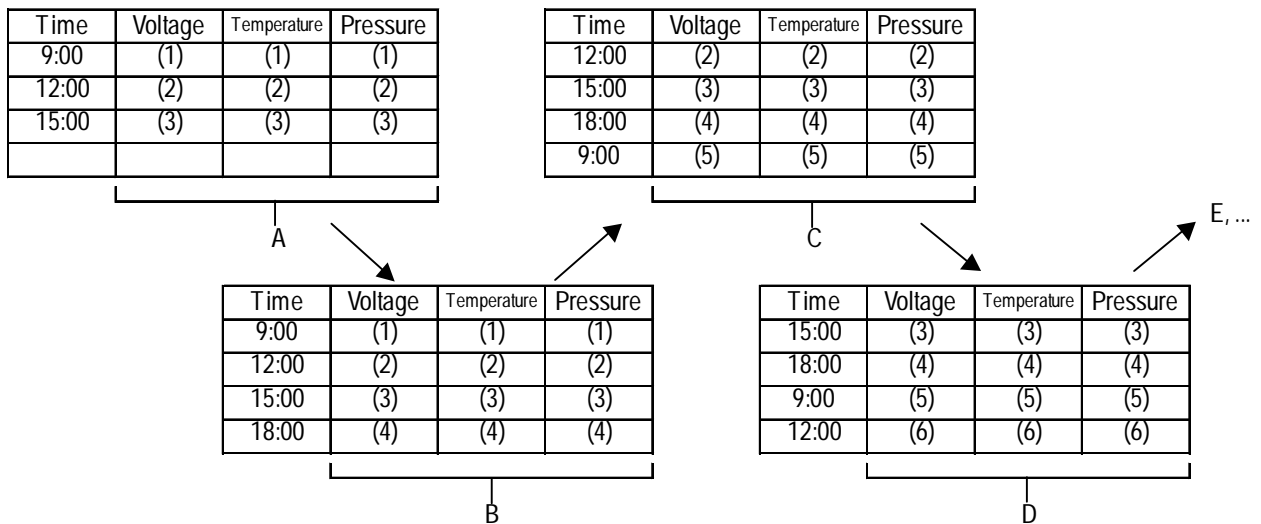 Time Voltage Temperature Pressure
9:00 (1) (1) (1)
12:00 (2) (2) (2)
15:00 (3) (3) (3)
A
Time Voltage Temperature Pressure
9:00 (1) (1) (1)
12:00 (2) (2) (2)
15:00 (3) (3) (3)
18:00 (4) (4) (4)
B
Time Voltage Temperature Pressure
12:00 (2) (2) (2)
15:00 (3) (3) (3)
18:00 (4) (4) (4)
9:00 (5) (5) (5)
C
Time Voltage Temperature Pressure
15:00 (3) (3) (3)
18:00 (4) (4) (4)
9:00 (5) (5) (5)
12:00 (6) (6) (6)
D
E, ...